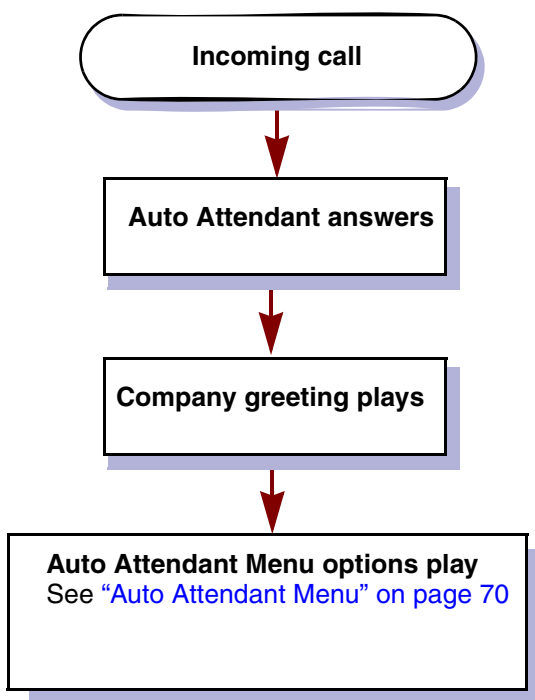 Incoming call
Auto Attendant answers
Company greeting plays
Auto Attendant Menu options play
See “Auto Attendant Menu” on page 70